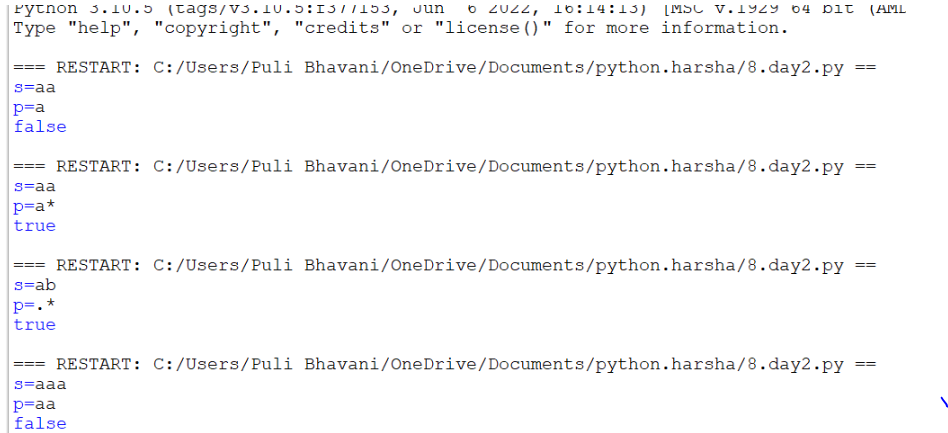 Python 3.10.5 (tags/v3.10.5:f377153, Jun  6 2022, 16:14:13) [MSC v.1929 64 bit (AM
Type "help", "copyright", "credits" or "license()" for more information.
=== RESTART: C:/Users/Puli Bhavani/OneDrive/Documents/python.harsha/8.day2.py ==
s=aa
p=a
false
=== RESTART: C:/Users/Puli Bhavani/OneDrive/Documents/python.harsha/8.day2.py ==
s=aa
p=a*
true
=== RESTART: C:/Users/Puli Bhavani/OneDrive/Documents/python.harsha/8.day2.py ==
s=ab
p=.*
true
=== RESTART: C:/Users/Puli Bhavani/OneDrive/Documents/python.harsha/8.day2.py ==
s=aaa
p=aa
false